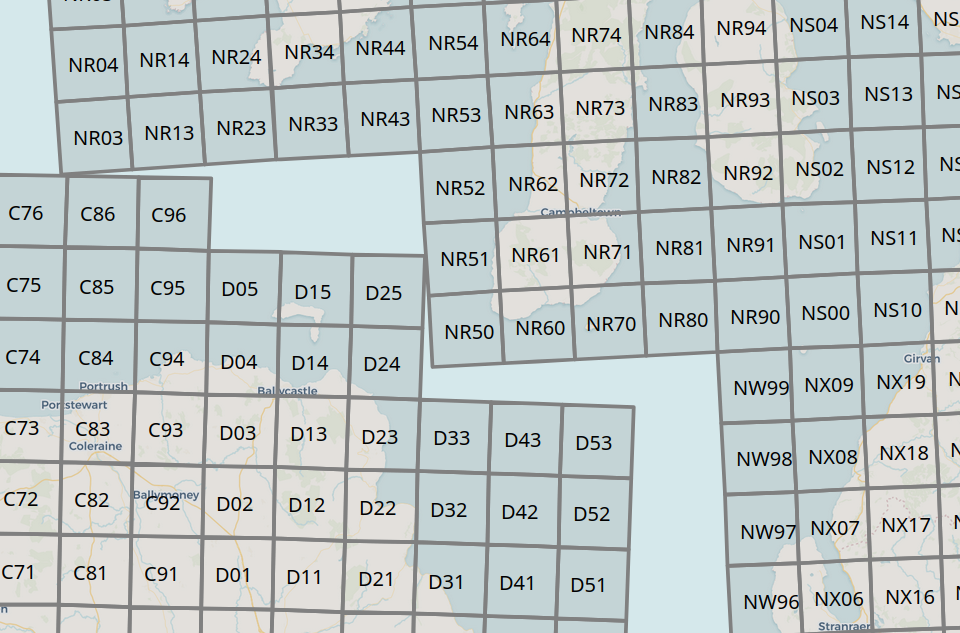 NR04 NR14 NR24 NR34 NR44 NR54 NR64 NR74 NR84 NR94 NS04 NS14
NR03 NR13 NR23 NR33 NR43 NR53 NR63 NR73 NR83 NR93 NS03 NS13
NR52 NR62 NR72 NR82 NR92 NS02 NS12
C76 C86 C96
Campbeltown
NR51 NR61 NR71 NR81 NR91 NS01 NS11
C75 C85 C95 D05 D15 D25
NR50 NR60 NR70 NR80 NR90 NS00 NS10
C74 C84 C94 D04 D14 D24
Girvan
Portrush
Ballycastle
NW99 NX09 NX19
Portstewart
C73 C83 C93 D03 D13 D23 D33 D43 D53
Coleraine
NW98 NX08 NX18
Ballymoney
C72 C82 C92 D02 D12 D22 D32 D42 D52
NW97 NX07 NX17
C71 C81 C91 D01 D11 D21 D31 D41 D51
NW96 NX06 NX16
Stranraer